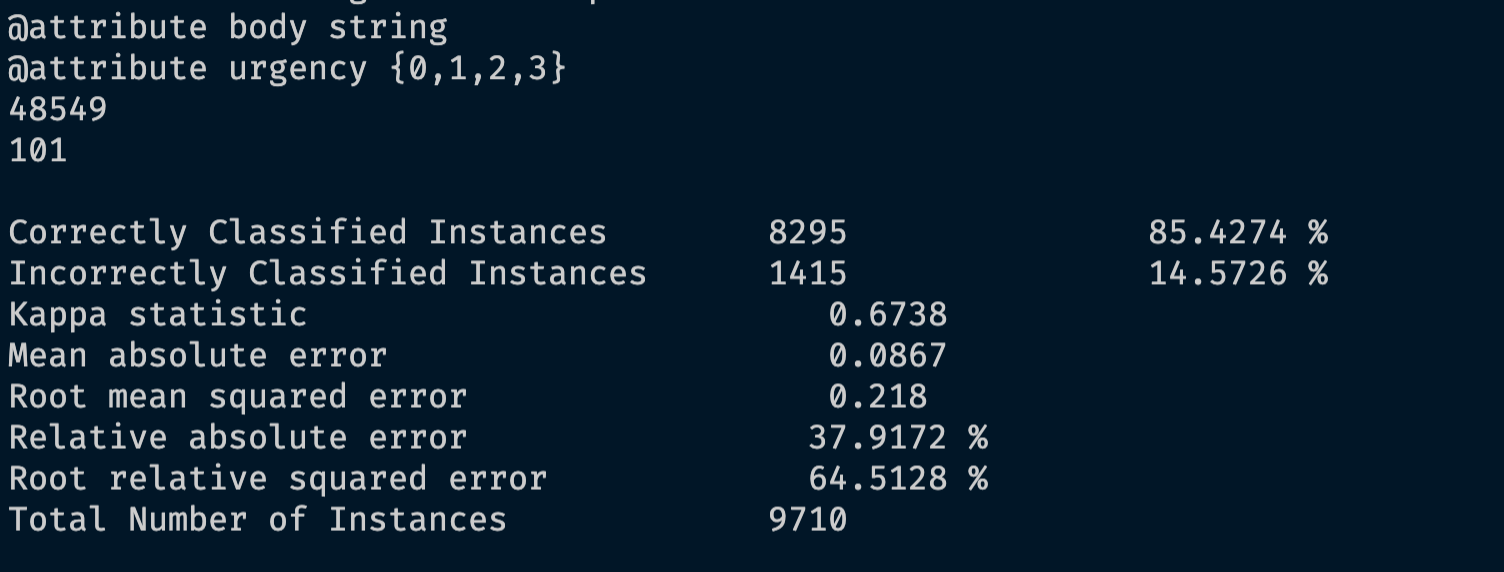 @attribute body string
@attribute urgency {0,1,2,3}
48549
101
Correctly Classified Instances 8295 85.4274 %
Incorrectly Classified Instances 1415 14.5726 %
Kappa statistic 0.6738
Mean absolute error 0.0867
Root mean squared error 0.218
Relative absolute error 37.9172 %
Root relative squared error 64.5128 %
Total Number of Instances 9710